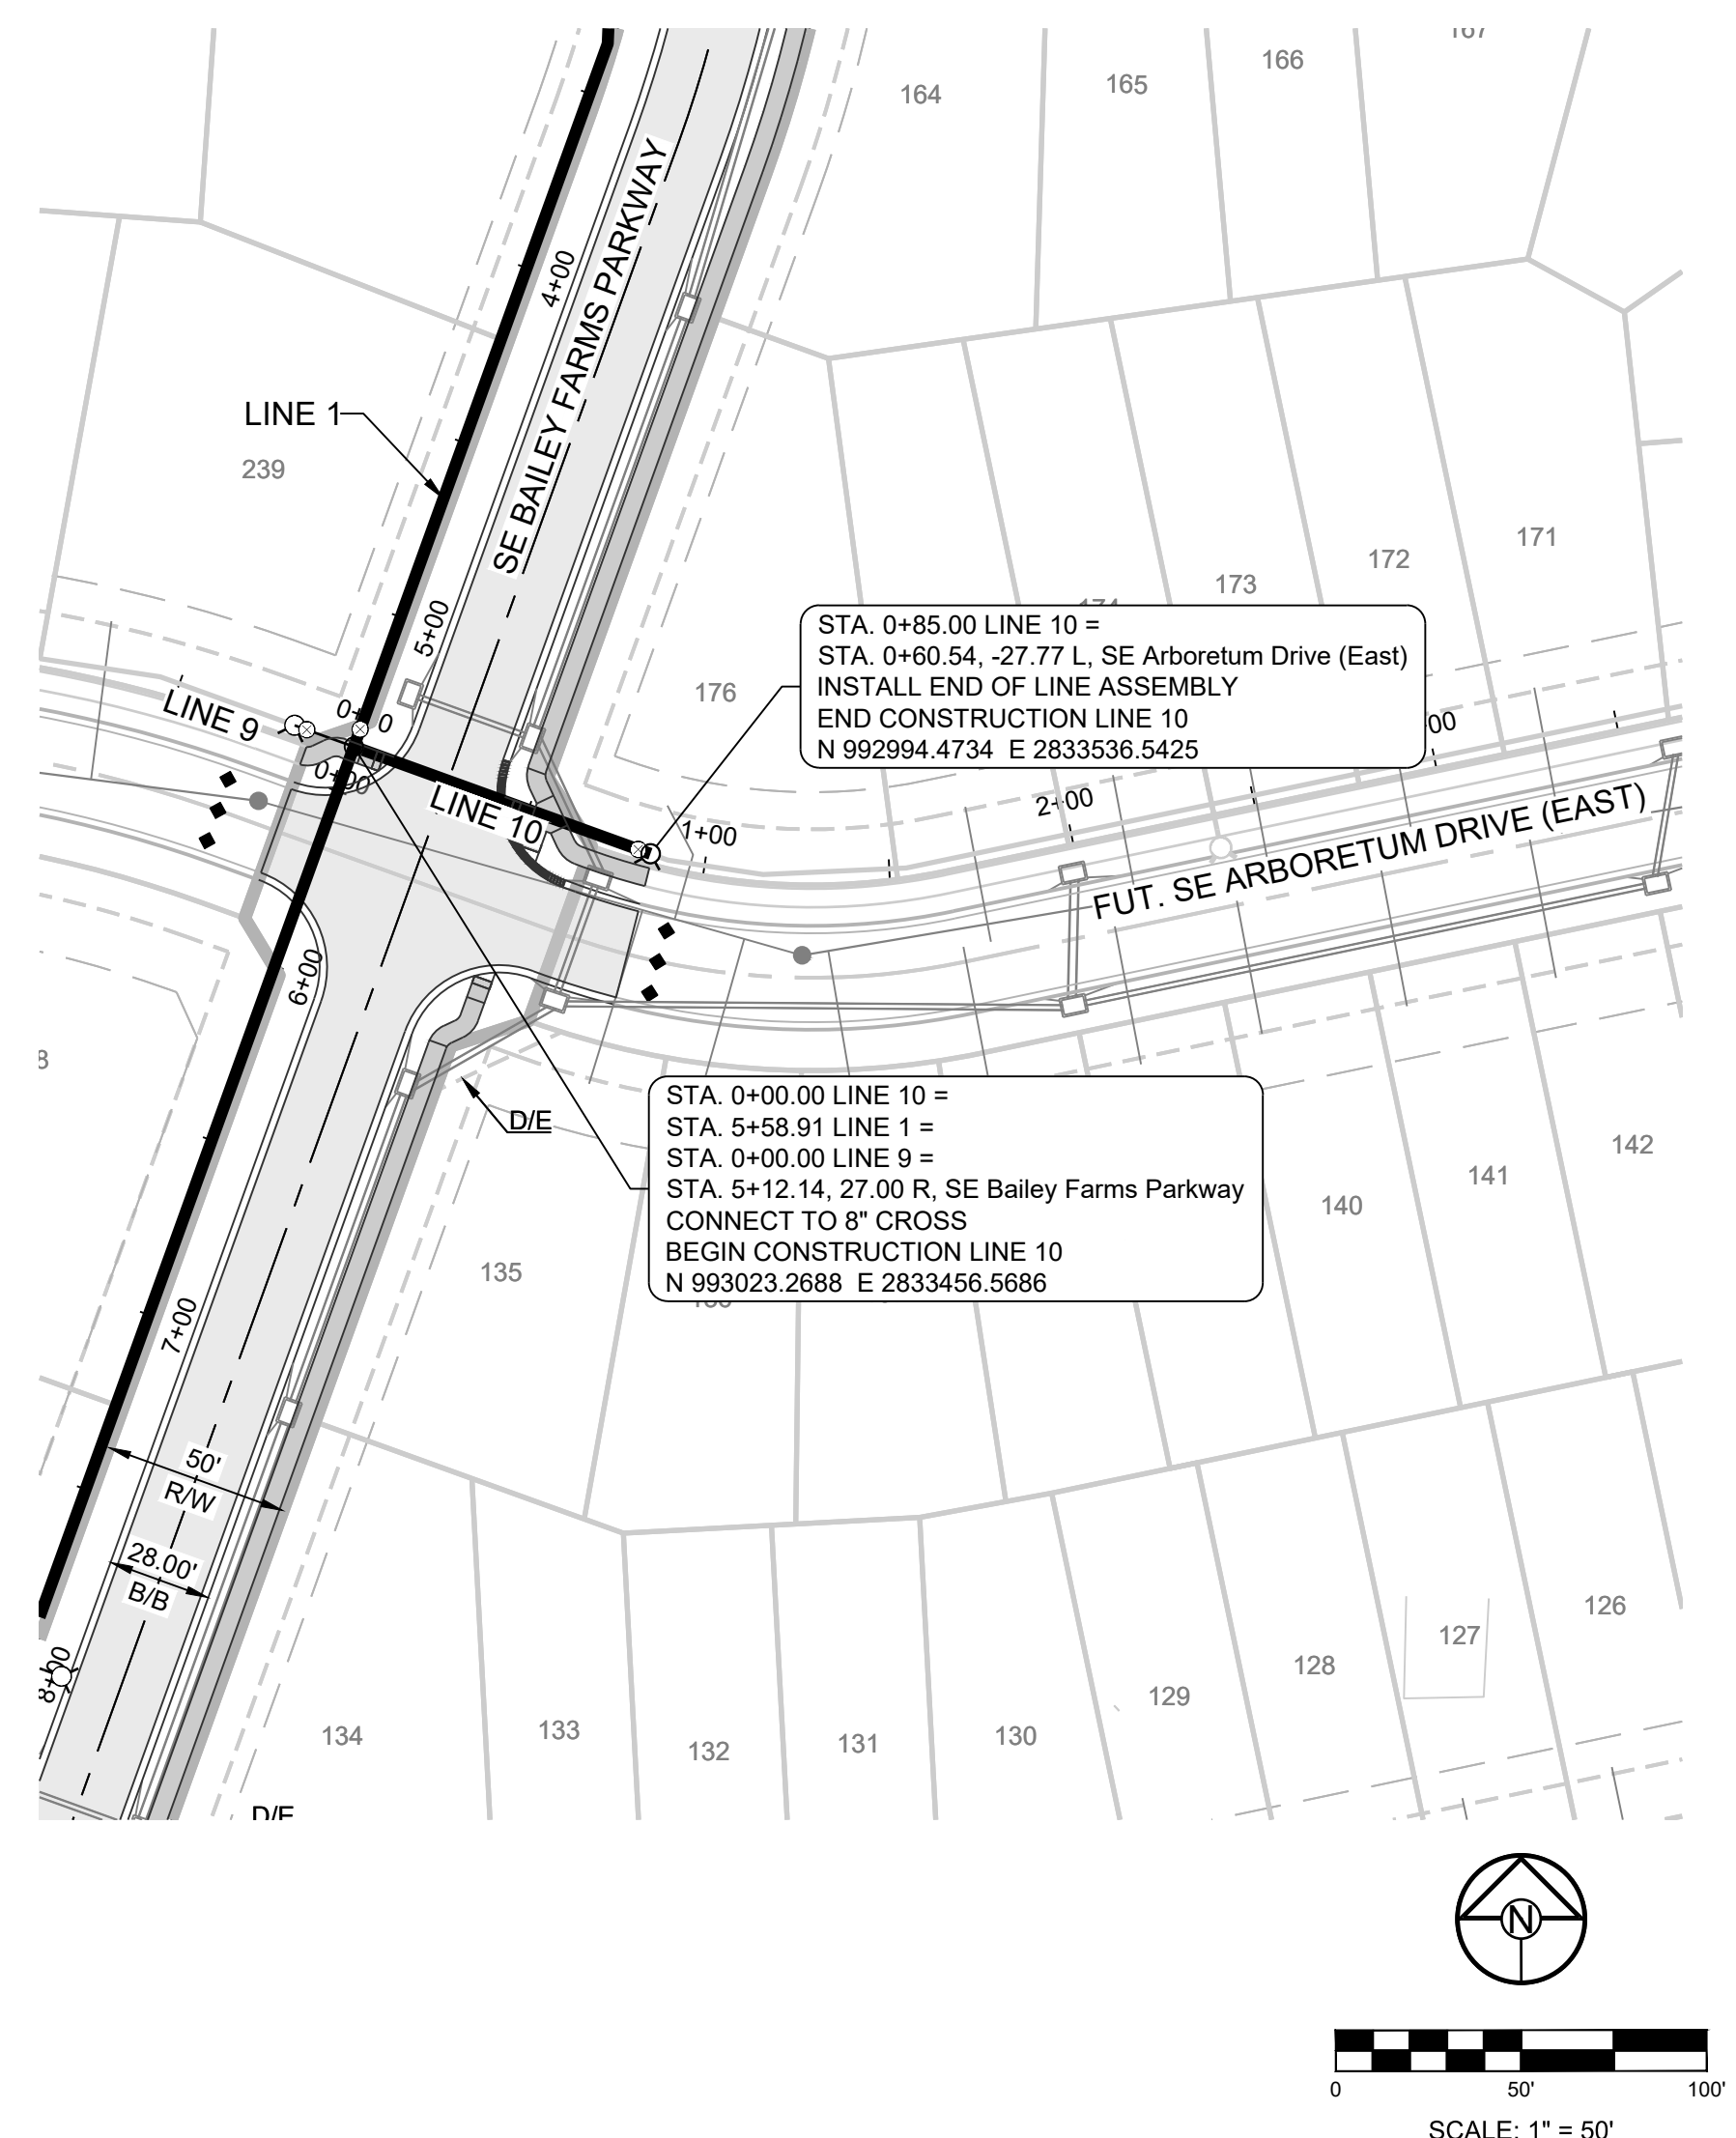 167
166
165
164
4+00
SE BAILEY FARMS PARKWAY
LINE 1
239
171
172
173
174
5+00
STA. 0+85.00 LINE 10 =
STA. 0+60.54, -27.77 L, SE Arboretum Drive (East)
INSTALL END OF LINE ASSEMBLY
END CONSTRUCTION LINE 10
N 992994.4734 E 2833536.5425
176
LINE 9
0+00
LINE 10
1+00
2+00
FUT. SE ARBORETUM DRIVE (EAST)
6+00
D/E
STA. 0+00.00 LINE 10 =
STA. 5+58.91 LINE 1 =
STA. 0+00.00 LINE 9 =
STA. 5+12.14, 27.00 R, SE Bailey Farms Parkway
CONNECT TO 8" CROSS
BEGIN CONSTRUCTION LINE 10
N 993023.2688 E 2833456.5686
142
141
140
135
7+00
50'
R/W
28.00'
B/B
8+00
126
127
128
129
130
131
132
133
134
D/E
N
0 50' 100'
SCALE: 1" = 50'